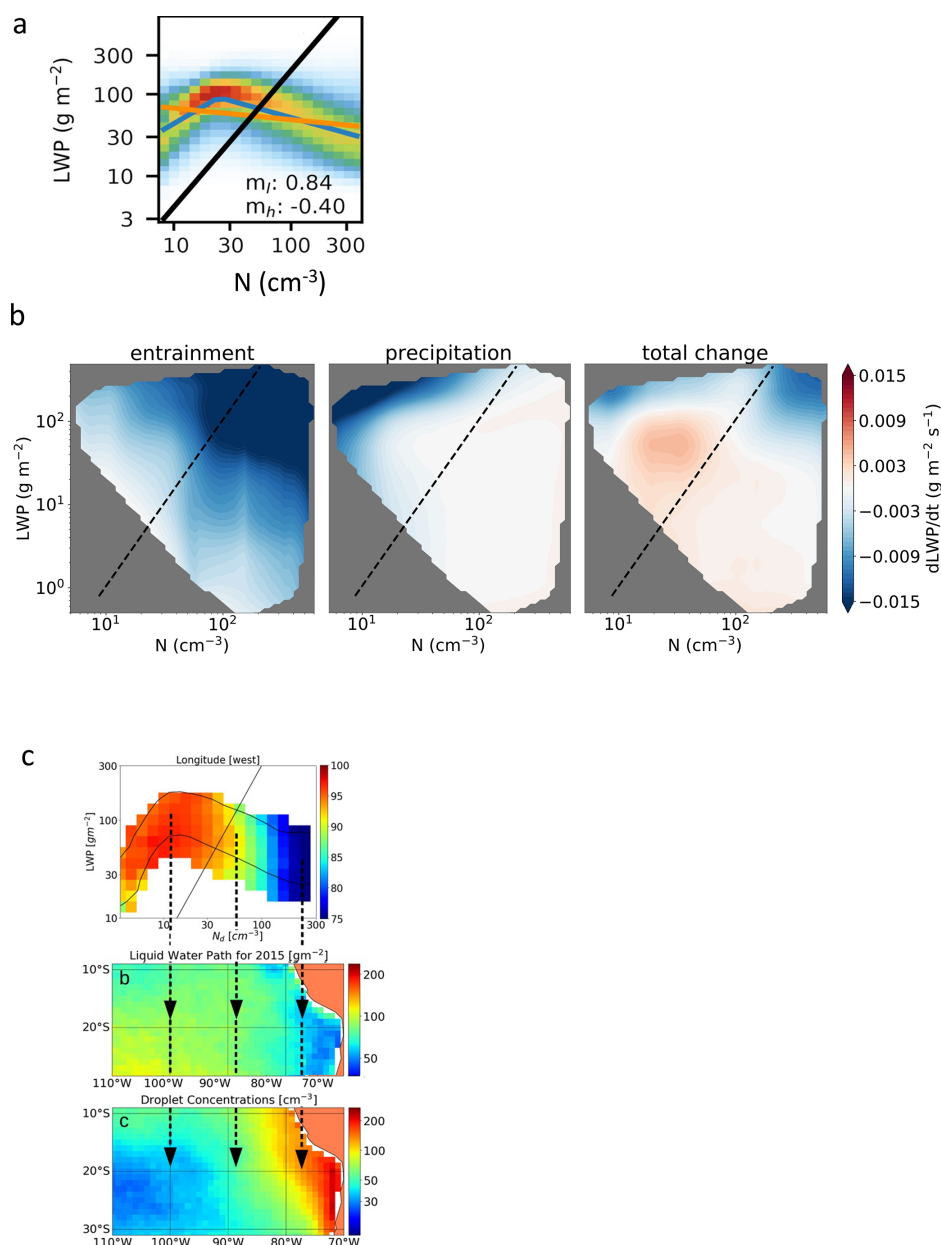 a
LWP (g m⁻²)
300
100
30
10
3
mₗ: 0.84
mₕ: -0.40
10 30 100 300
N (cm⁻³)
b
entrainment precipitation total change
LWP (g m⁻²)
10²
10¹
10⁰
10¹ 10² 10¹ 10² 10¹ 10²
N (cm⁻³) N (cm⁻³) N (cm⁻³)
0.015
0.009
0.003
−0.003
−0.009
−0.015
dLWP/dt (g m⁻² s⁻¹)
c
Longitude [west]
LWP [gm⁻²]
300
100
30
10
10 30 100 300
N_d [cm⁻³]
100
95
90
85
80
75
Liquid Water Path for 2015 [gm⁻²]
b
10°S
20°S
110°W 100°W 90°W 80°W 70°W
200
100
50
Droplet Concentrations [cm⁻³]
c
10°S
20°S
30°S
110°W 100°W 90°W 80°W 70°W
200
100
50
30